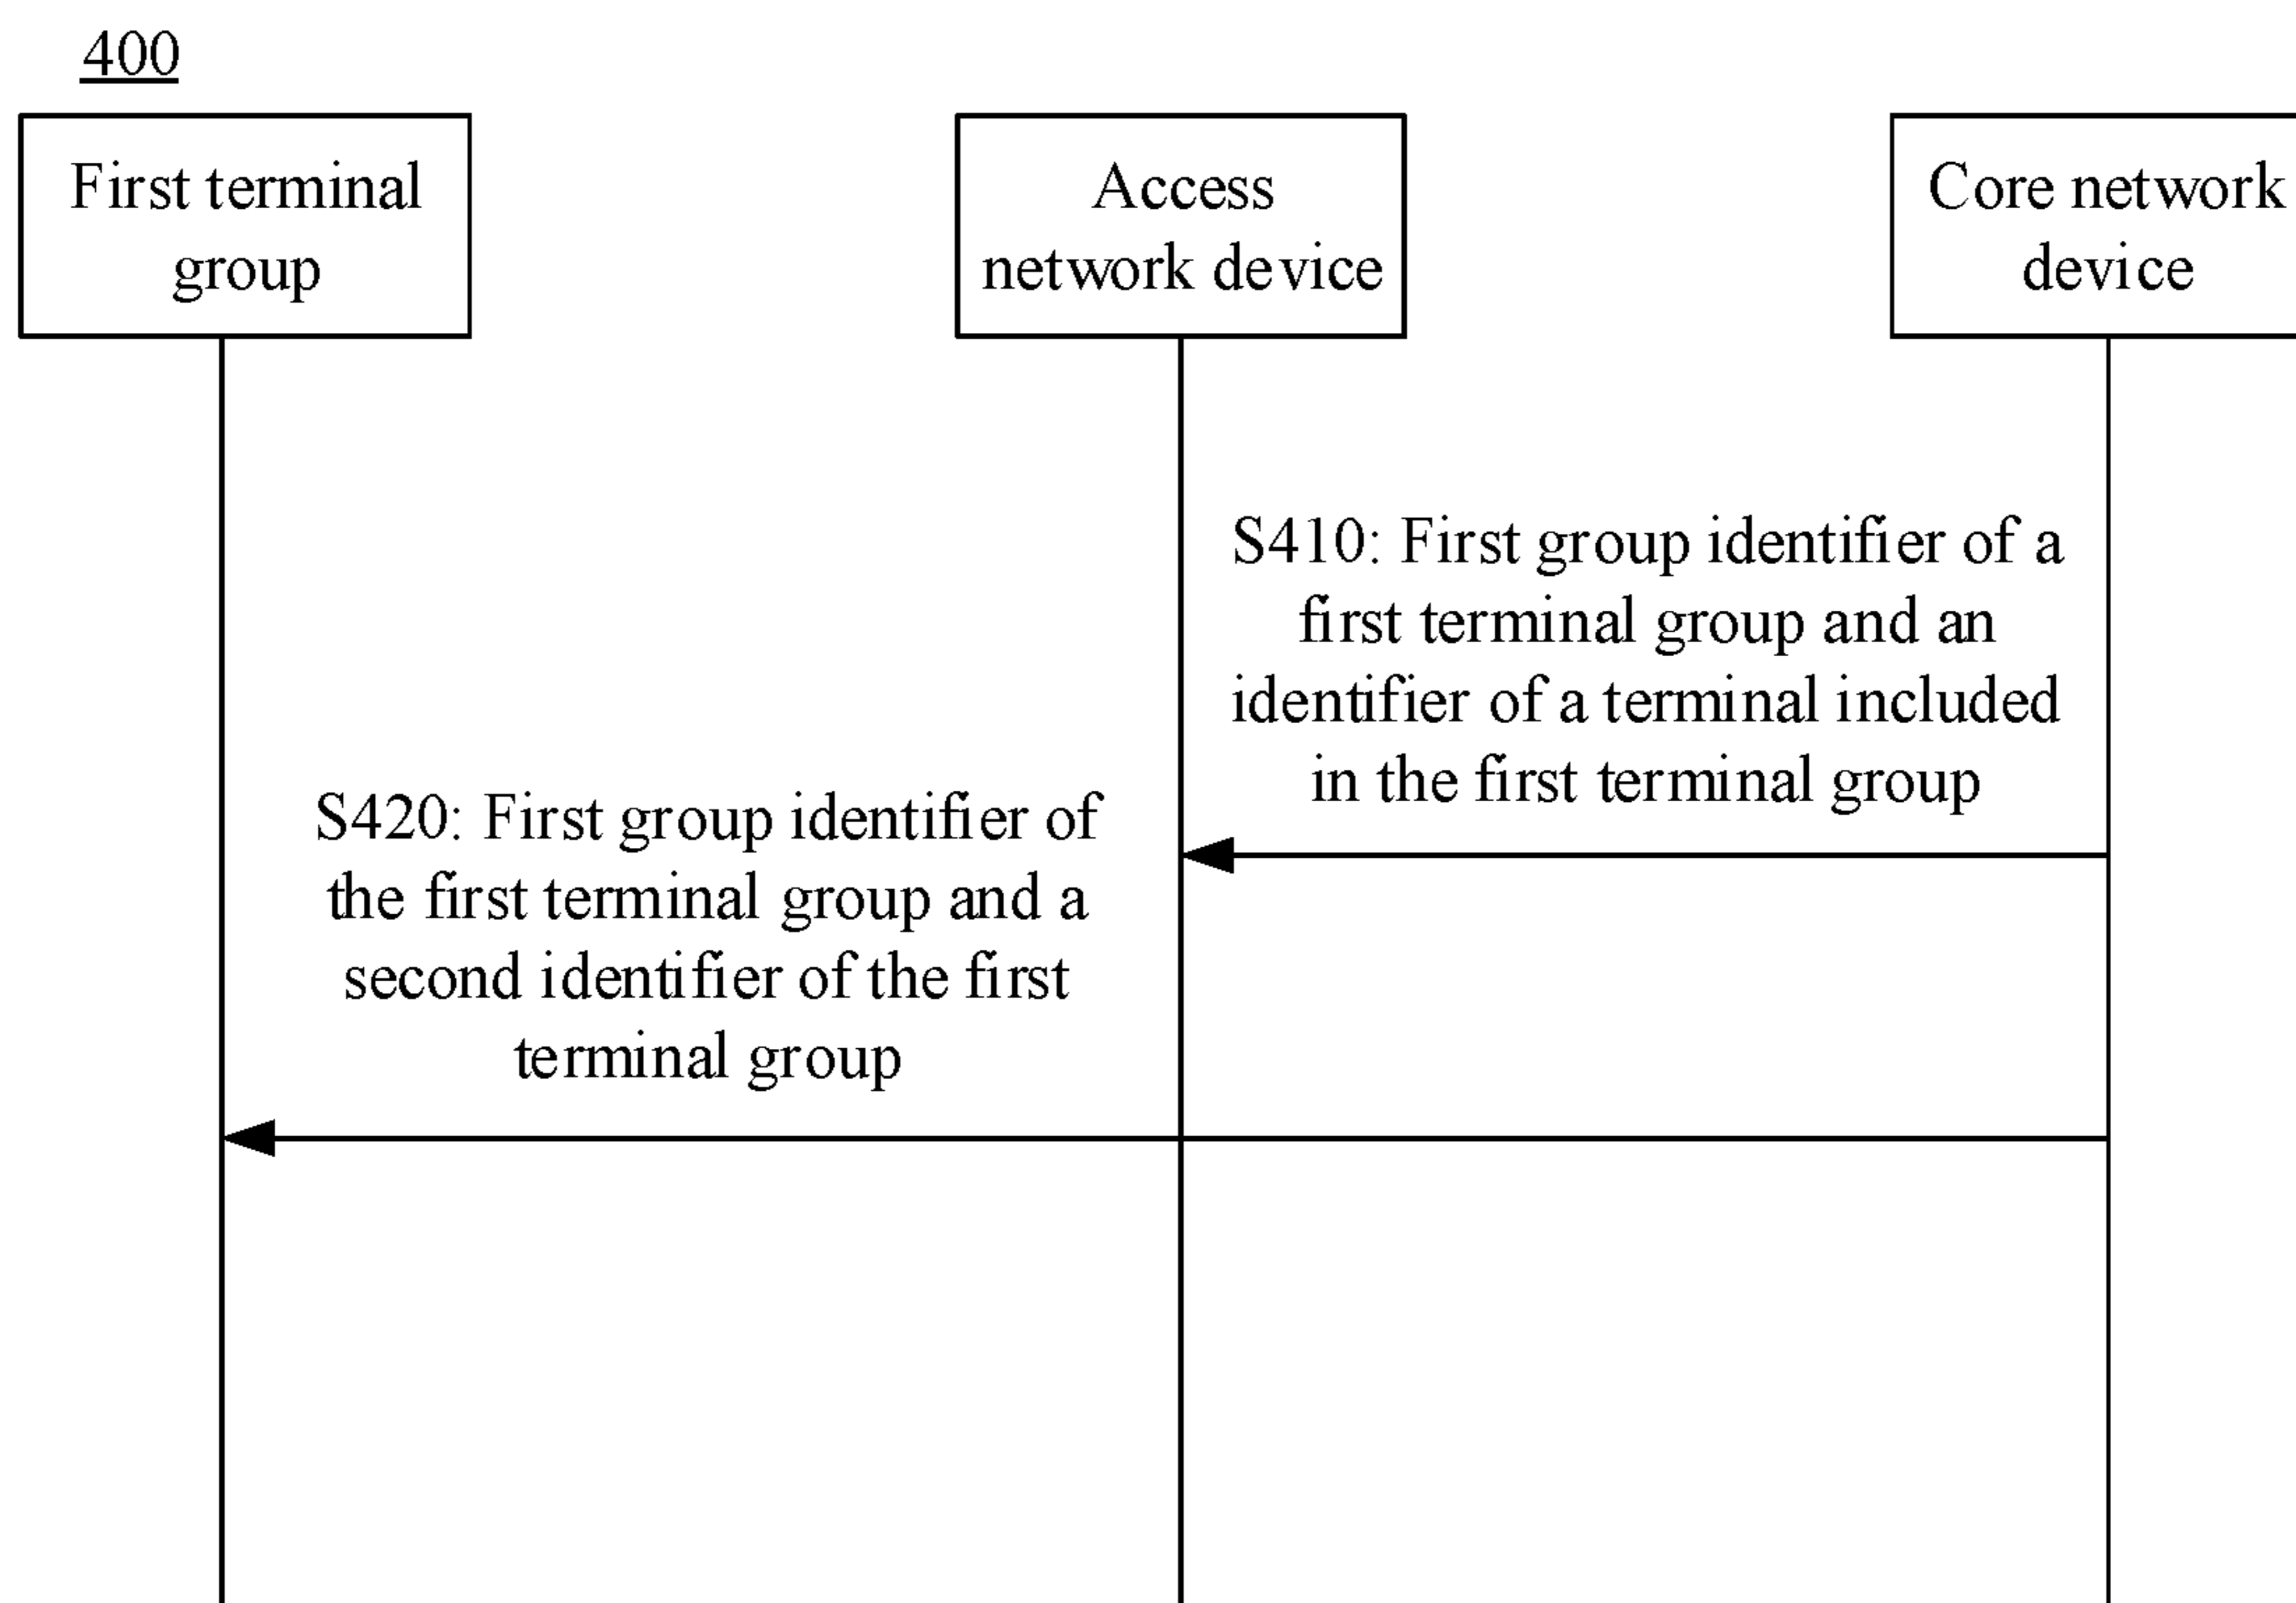 400
First terminal
group
Access
network device
Core network
device
S410: First group identifier of a
first terminal group and an
identifier of a terminal included
in the first terminal group
S420: First group identifier of
the first terminal group and a
second identifier of the first
terminal group